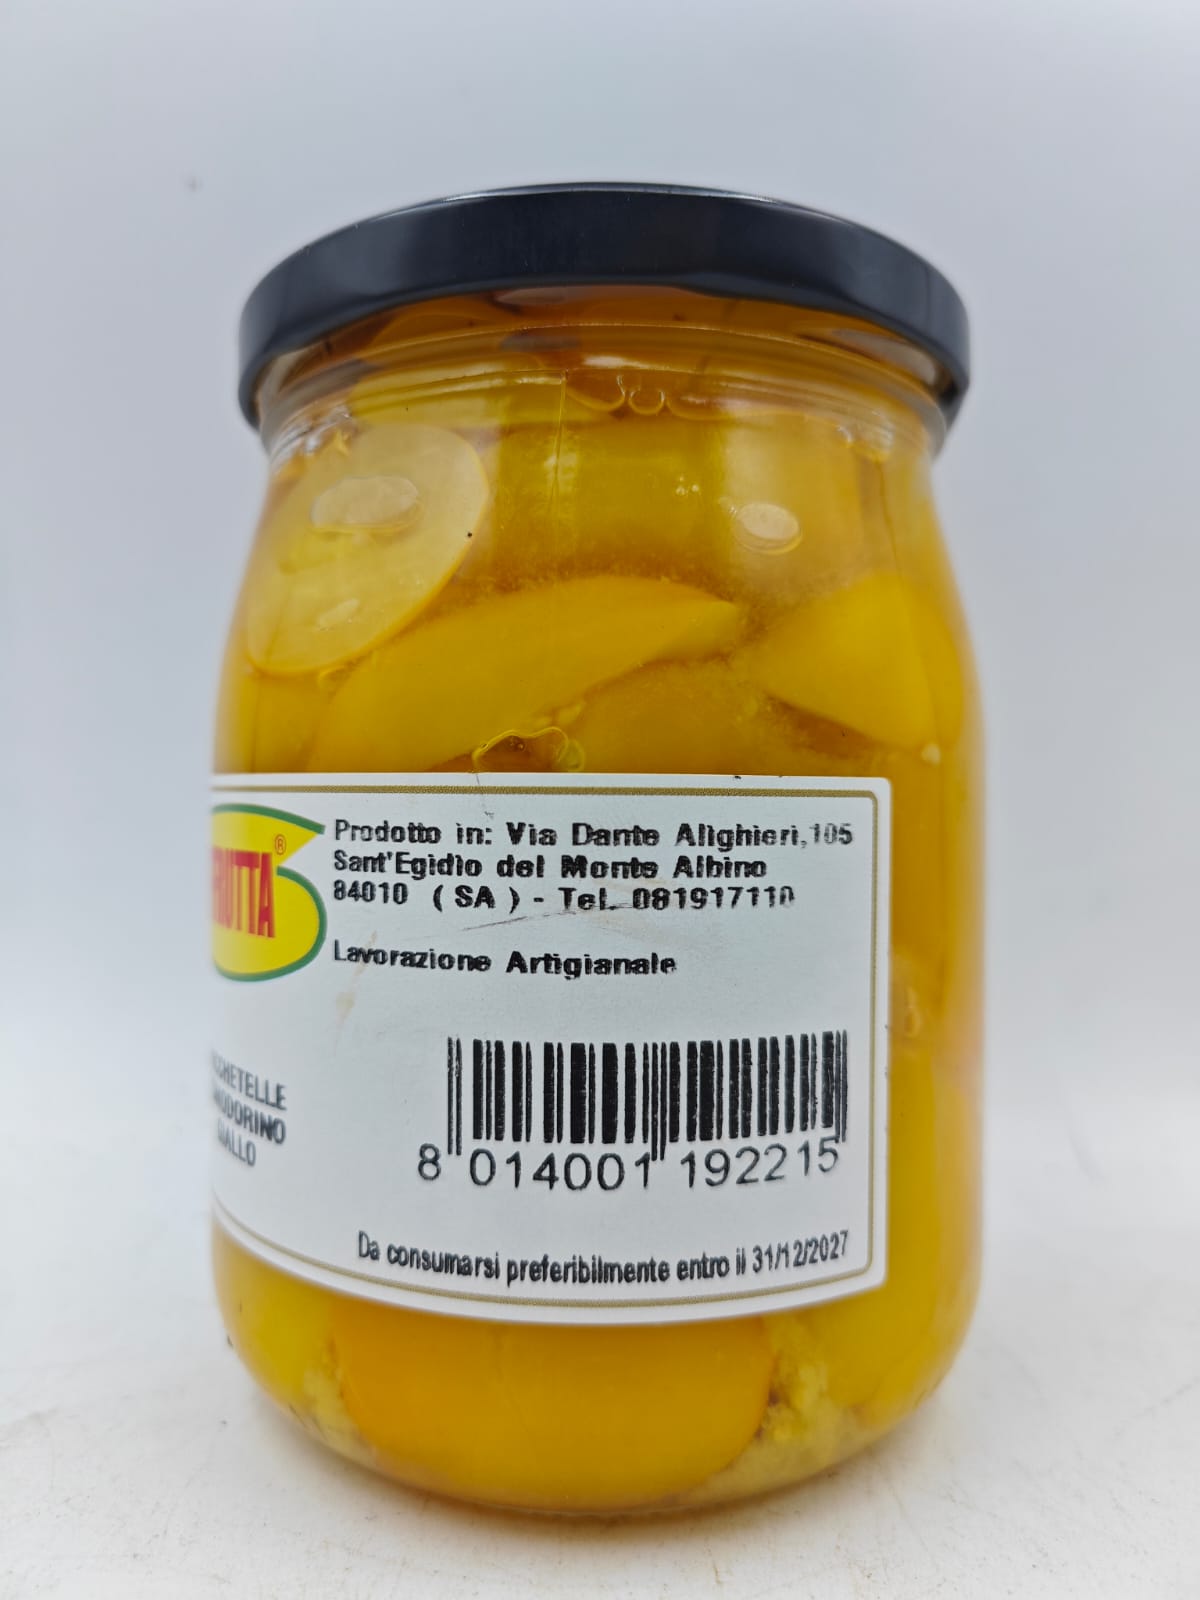 Prodotto in: Via Dante Alighieri,105
Sant'Egidio del Monte Albino
84010 ( SA ) - Tel. 081917110
Lavorazione Artigianale
8 014001 192215
Da consumarsi preferibilmente entro il 31/12/2027